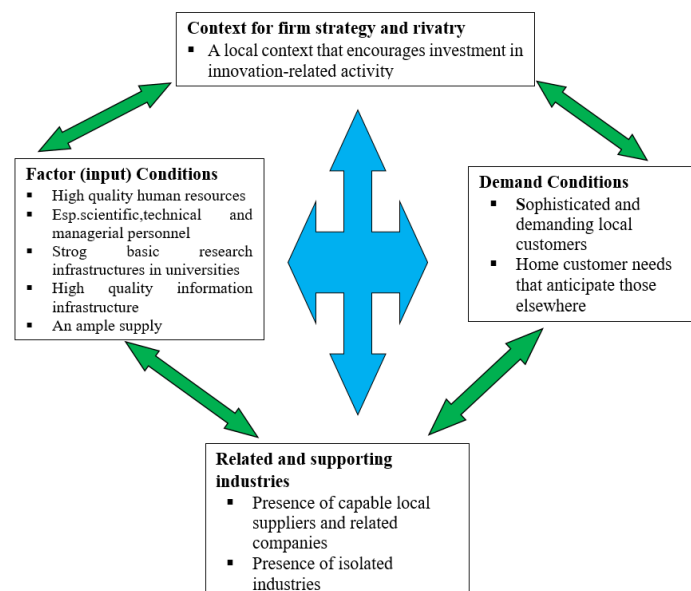 Context for firm strategy and rivatry
▪ A local context that encourages investment in
innovation-related activity
Factor (input) Conditions
▪ High quality human resources
▪ Esp.scientific,technical and
managerial personnel
▪ Strog basic research
infrastructures in universities
▪ High quality information
infrastructure
▪ An ample supply
Demand Conditions
▪ Sophisticated and
demanding local
customers
▪ Home customer needs
that anticipate those
elsewhere
Related and supporting
industries
▪ Presence of capable local
suppliers and related
companies
▪ Presence of isolated
industries